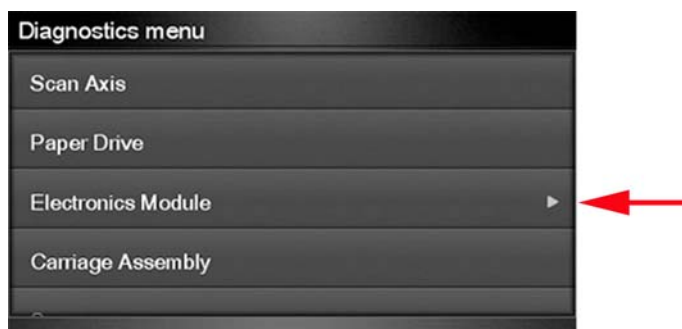 Diagnostics menu
Scan Axis
Paper Drive
Electronics Module
Carriage Assembly